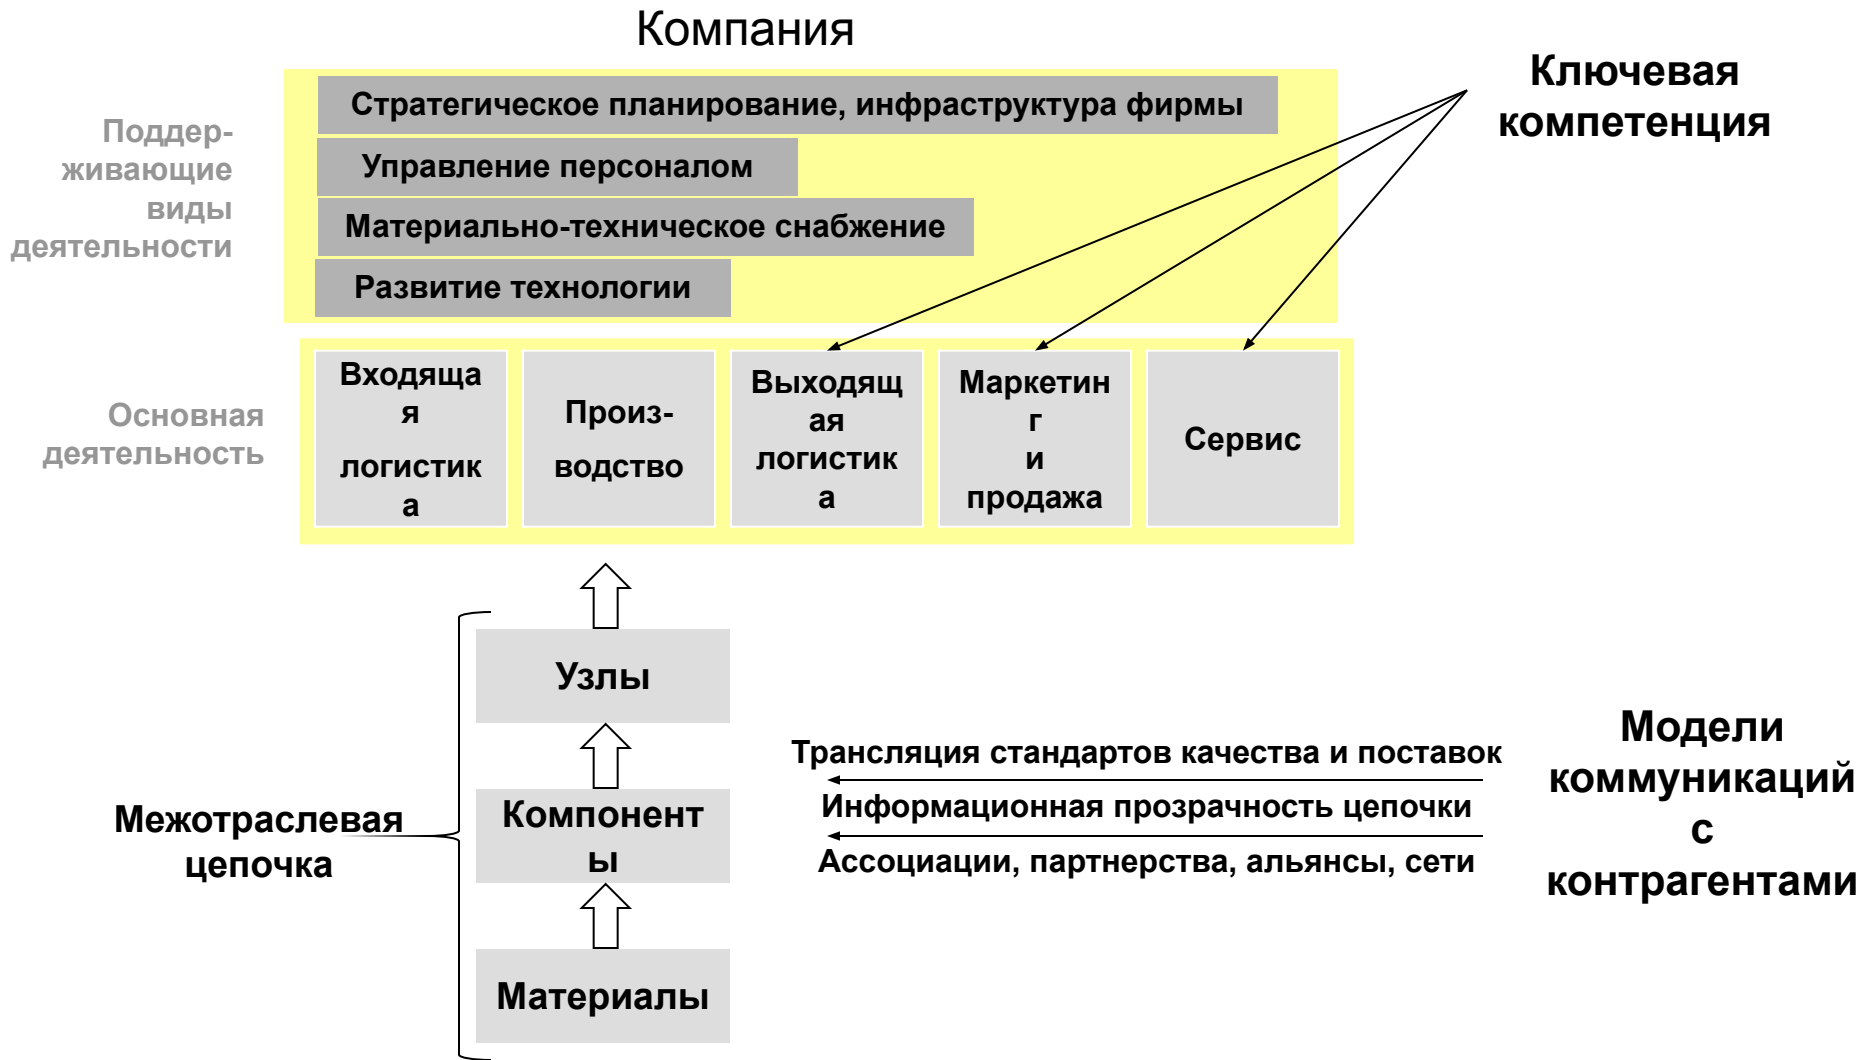 Компания
Ключевая
компетенция
Поддер-
живающие
виды
деятельности
Стратегическое планирование, инфраструктура фирмы
Управление персоналом
Материально-техническое снабжение
Развитие технологии
Основная
деятельность
Входяща
я
логистик
а
Произ-
водство
Выходящ
ая
логистик
а
Маркетин
г
и
продажа
Сервис
Межотраслевая
цепочка
Узлы
Компонент
ы
Материалы
Трансляция стандартов качества и поставок
Информационная прозрачность цепочки
Ассоциации, партнерства, альянсы, сети
Модели
коммуникаций
с
контрагентами